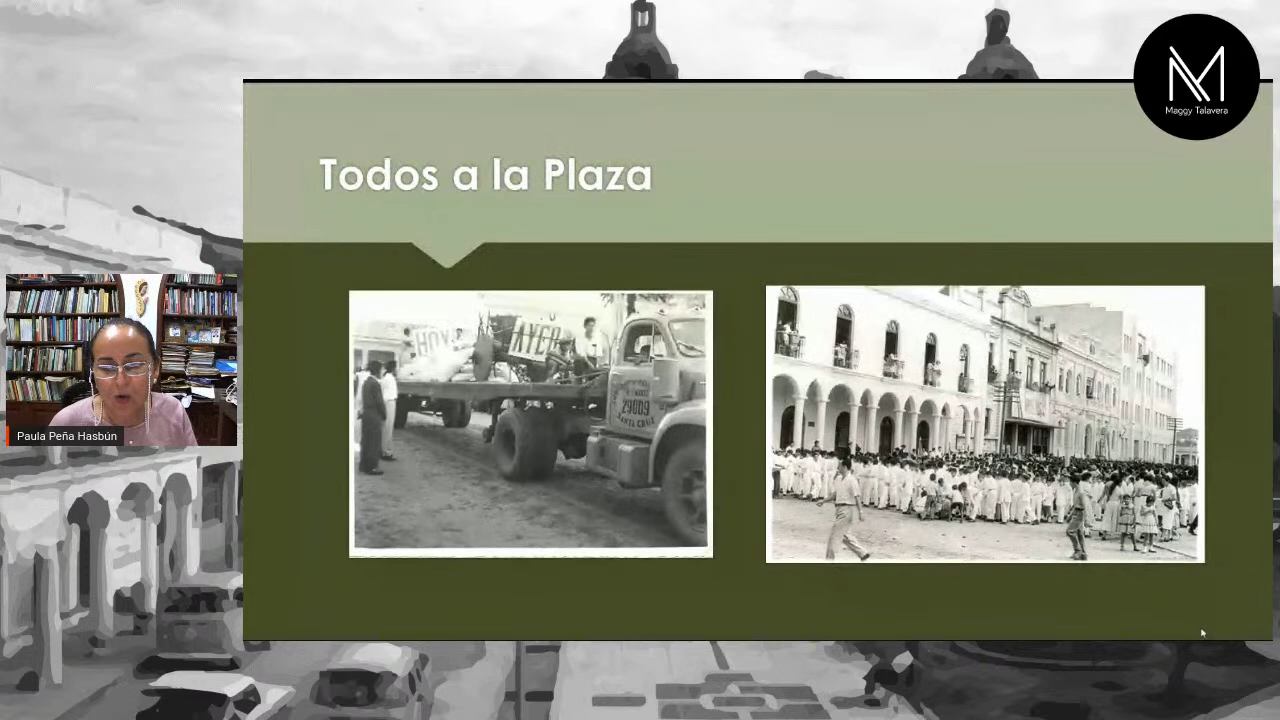 Maggy Talavera
Todos a la Plaza
HOY
AYER
29009
SANTA CRUZ
Paula Peña Hasbún